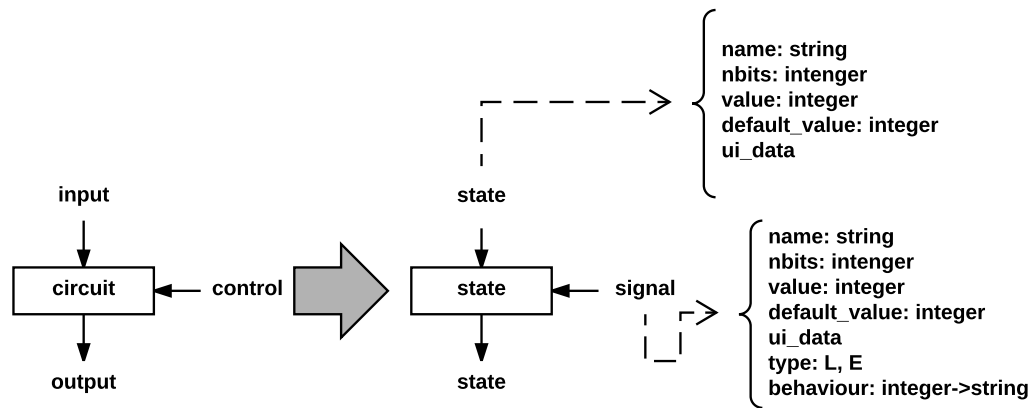 name: string
nbits: intenger
value: integer
default_value: integer
ui_data
input
circuit
control
output
state
state
signal
state
name: string
nbits: intenger
value: integer
default_value: integer
ui_data
type: L, E
behaviour: integer->string